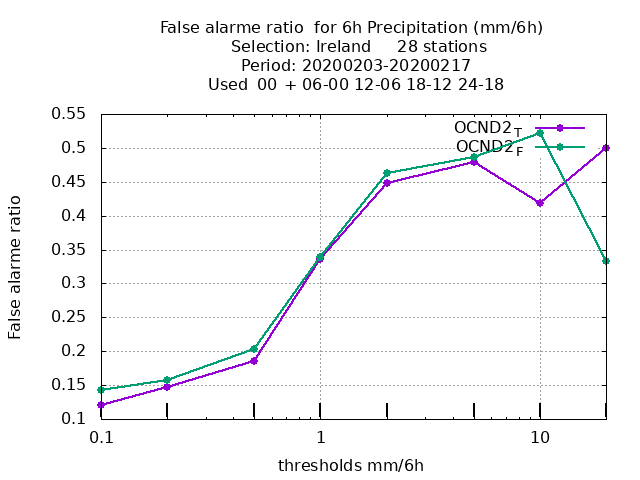 False alarme ratio  for 6h Precipitation (mm/6h)
Selection: Ireland     28 stations
Period: 20200203-20200217
Used  00 + 06-00 12-06 18-12 24-18
OCND2T
OCND2F
0.55
0.5
0.45
0.4
0.35
0.3
0.25
0.2
0.15
0.1
False alarme ratio
0.1 1 10
thresholds mm/6h